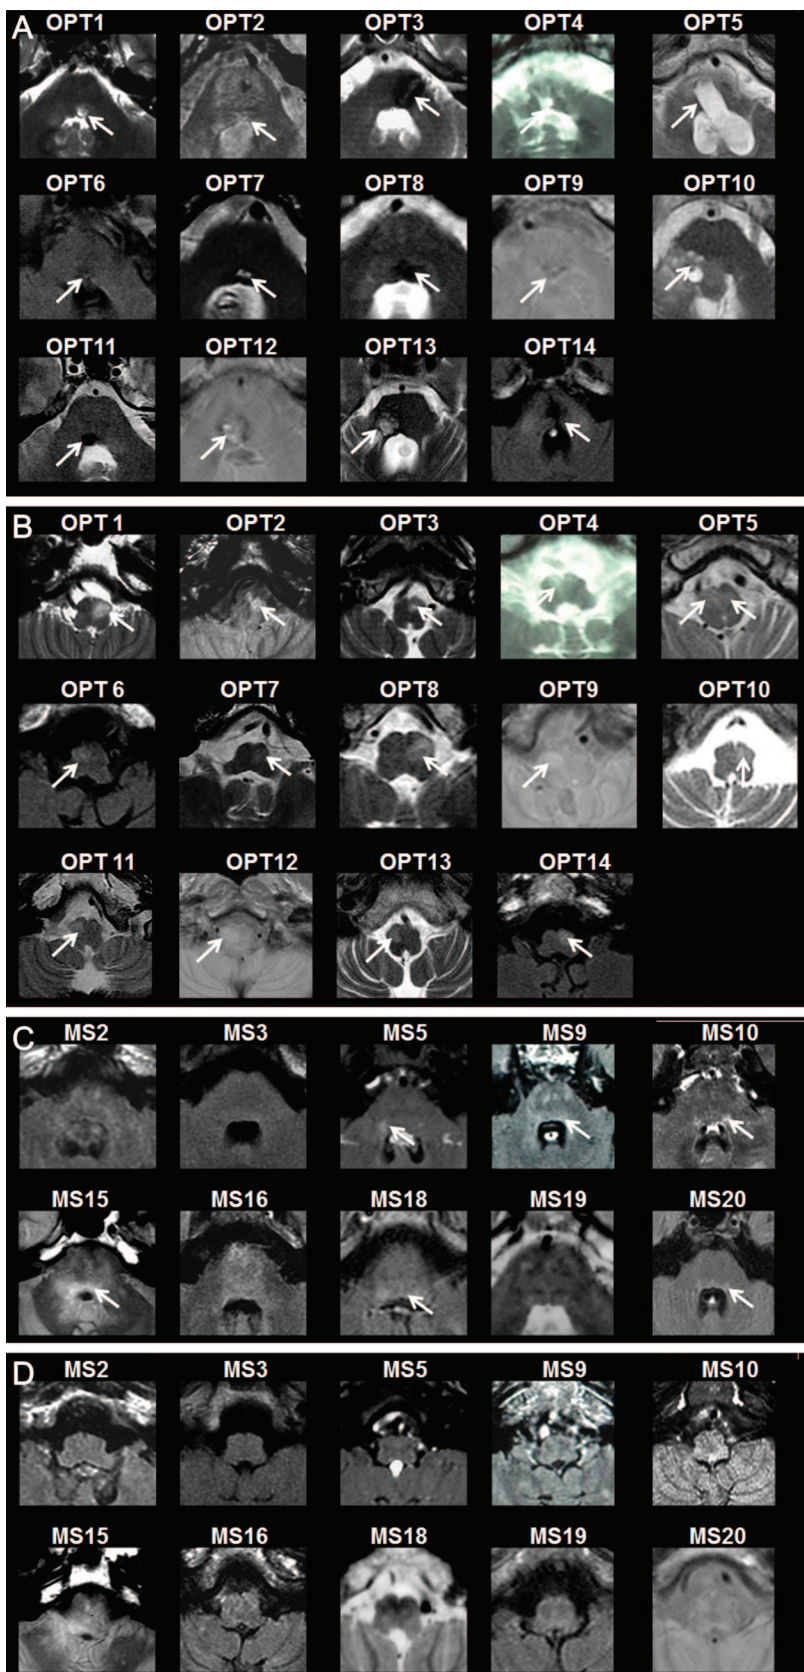 A OPT1 OPT2 OPT3 OPT4 OPT5
OPT6 OPT7 OPT8 OPT9 OPT10
OPT11 OPT12 OPT13 OPT14
B OPT 1 OPT2 OPT3 OPT4 OPT5
OPT 6 OPT7 OPT8 OPT9 OPT10
OPT 11 OPT12 OPT13 OPT14
C MS2 MS3 MS5 MS9 MS10
MS15 MS16 MS18 MS19 MS20
D MS2 MS3 MS5 MS9 MS10
MS15 MS16 MS18 MS19 MS20